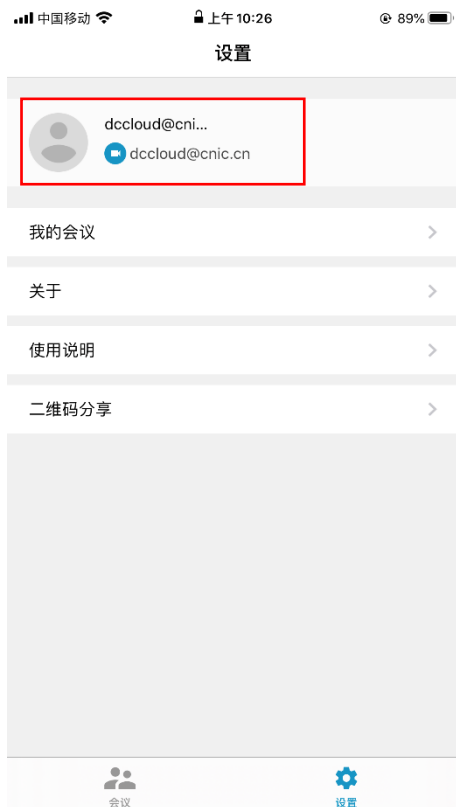 中国移动 上午10:26 89%
设置
dccloud@cni...
dccloud@cnic.cn
我的会议
关于
使用说明
二维码分享
会议 设置